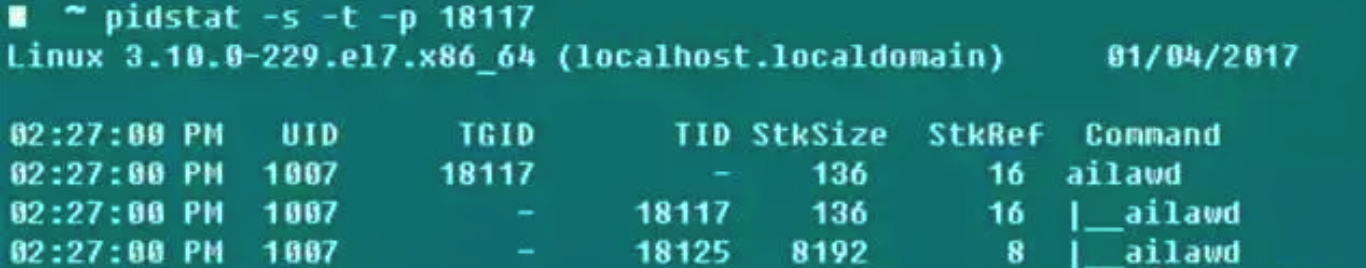 ~ pidstat -s -t -p 18117
Linux 3.10.0-229.el7.x86_64 (localhost.localdomain) 01/04/2017
02:27:00 PM UID TGID TID StkSize StkRef Command
02:27:00 PM 1007 18117 - 136 16 ailawd
02:27:00 PM 1007 - 18117 136 16 |__ailawd
02:27:00 PM 1007 - 18125 8192 8 |__ailawd